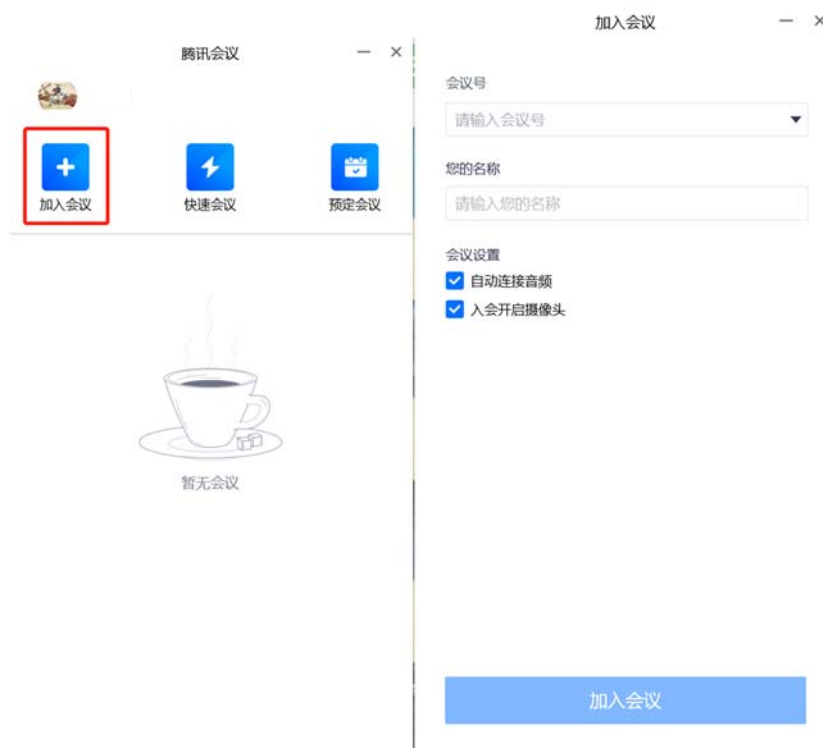 腾讯会议
加入会议
快速会议
预定会议
暂无会议
加入会议
会议号
请输入会议号
您的名称
请输入您的名称
会议设置
自动连接音频
入会开启摄像头
加入会议